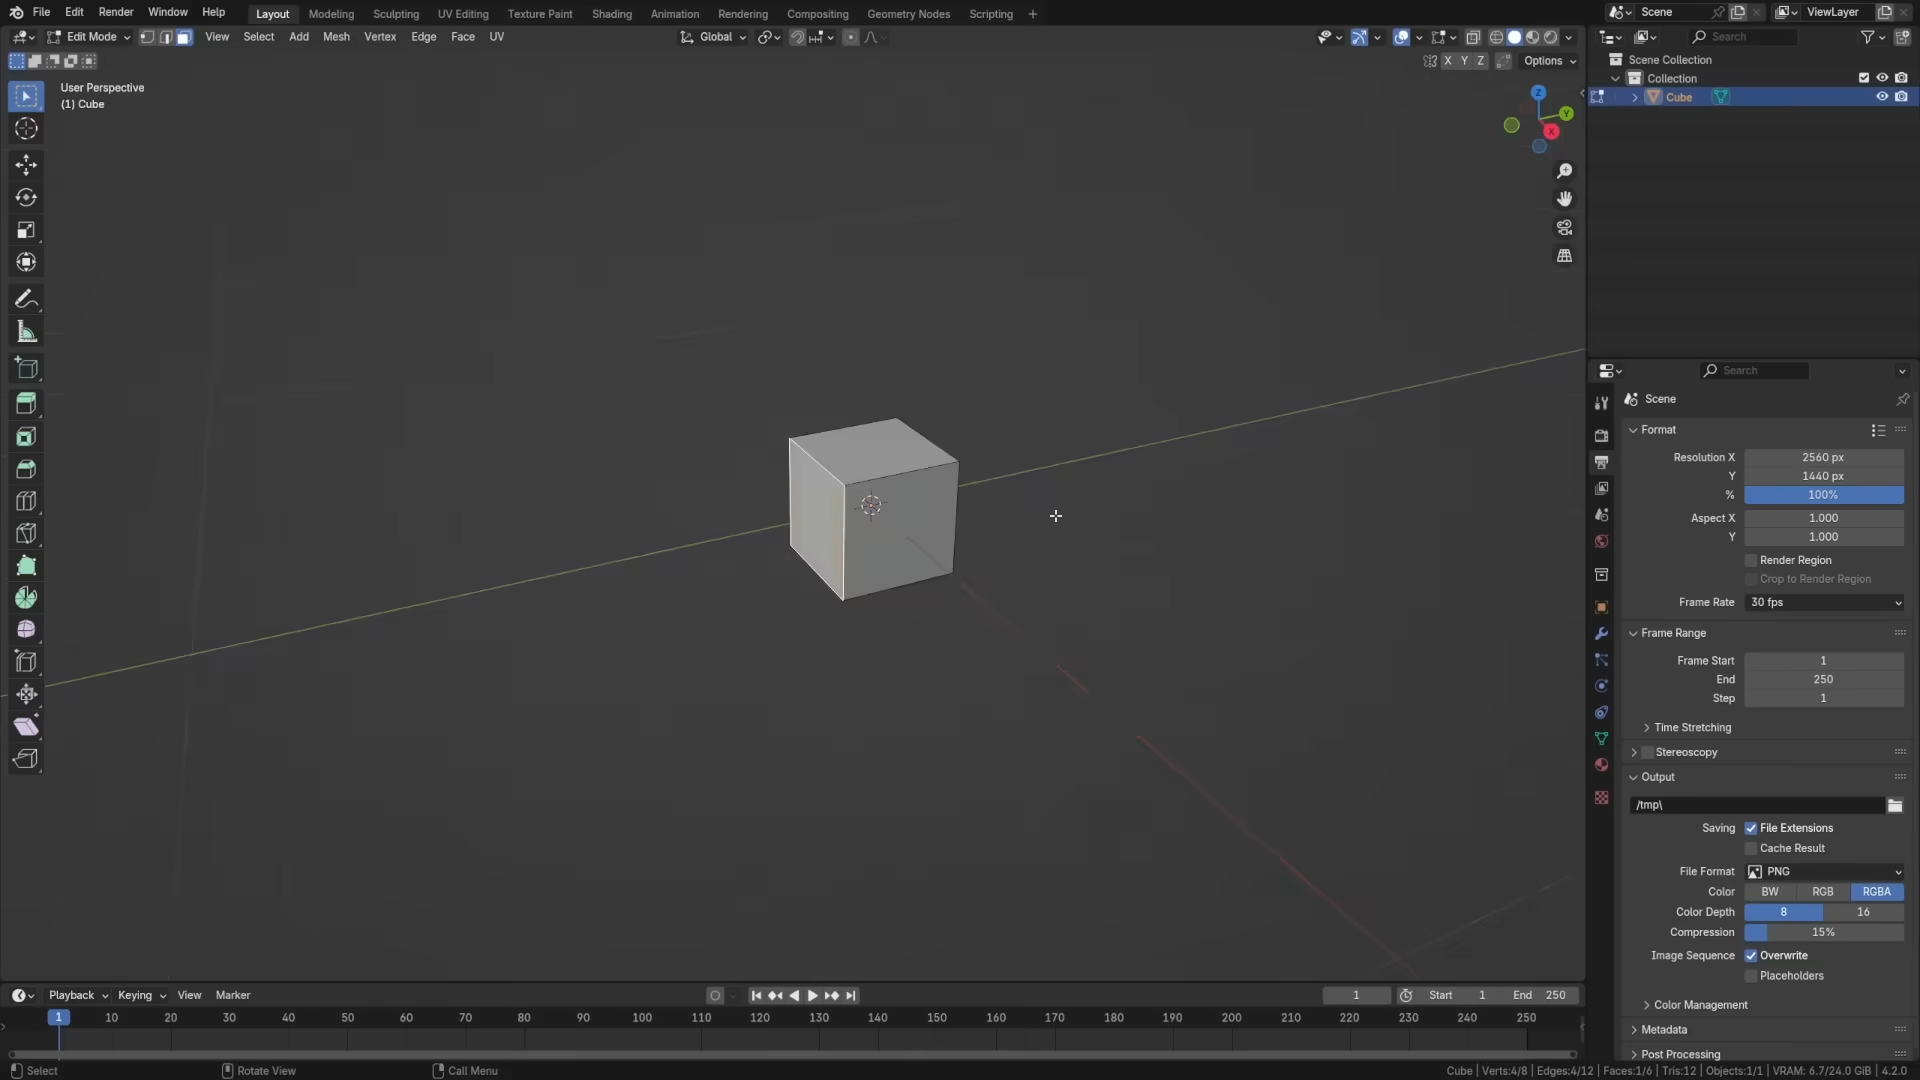 File Edit Render Window Help Layout Modeling Sculpting UV Editing Texture Paint Shading Animation Rendering Compositing Geometry Nodes Scripting + Scene ViewLayer
Edit Mode View Select Add Mesh Vertex Edge Face UV Global Search
X Y Z Options
User Perspective
(1) Cube
Z
Y
X
Scene Collection
Collection
Cube
Search
Scene
Format
Resolution X 2560 px
Y 1440 px
% 100%
Aspect X 1.000
Y 1.000
Render Region
Crop to Render Region
Frame Rate 30 fps
Frame Range
Frame Start 1
End 250
Step 1
Time Stretching
Stereoscopy
Output
/tmp\
Saving File Extensions
Cache Result
File Format PNG
Color BW RGB RGBA
Color Depth 8 16
Compression 15%
Image Sequence Overwrite
Placeholders
Color Management
Metadata
Post Processing
Playback Keying View Marker 1 Start 1 End 250
1 10 20 30 40 50 60 70 80 90 100 110 120 130 140 150 160 170 180 190 200 210 220 230 240 250
Select Rotate View Call Menu Cube | Verts:4/8 | Edges:4/12 | Faces:1/6 | Tris:12 | Objects:1/1 | VRAM: 6.7/24.0 GiB | 4.2.0